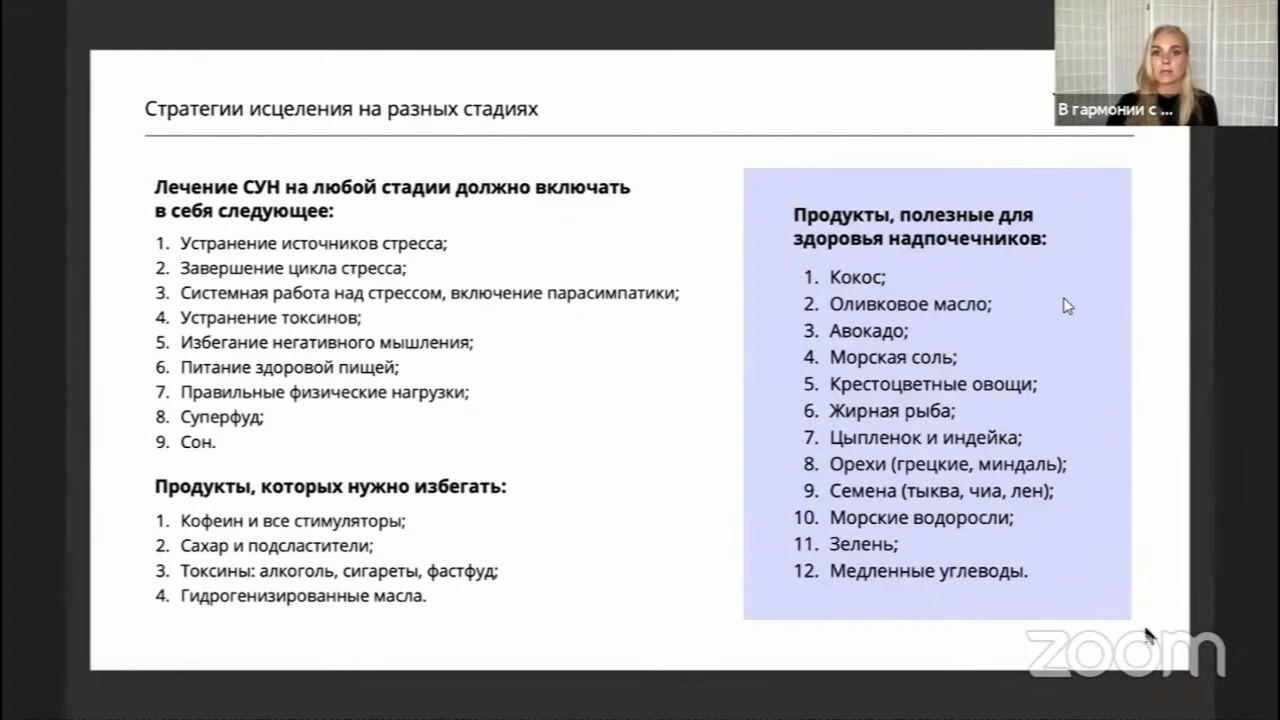 Стратегии исцеления на разных стадиях
В гармонии с ...
Лечение СУН на любой стадии должно включать
в себя следующее:
1. Устранение источников стресса;
2. Завершение цикла стресса;
3. Системная работа над стрессом, включение парасимпатики;
4. Устранение токсинов;
5. Избегание негативного мышления;
6. Питание здоровой пищей;
7. Правильные физические нагрузки;
8. Суперфуд;
9. Сон.
Продукты, которых нужно избегать:
1. Кофеин и все стимуляторы;
2. Сахар и подсластители;
3. Токсины: алкоголь, сигареты, фастфуд;
4. Гидрогенизированные масла.
Продукты, полезные для
здоровья надпочечников:
1. Кокос;
2. Оливковое масло;
3. Авокадо;
4. Морская соль;
5. Крестоцветные овощи;
6. Жирная рыба;
7. Цыпленок и индейка;
8. Орехи (грецкие, миндаль);
9. Семена (тыква, чиа, лен);
10. Морские водоросли;
11. Зелень;
12. Медленные углеводы.
zoom